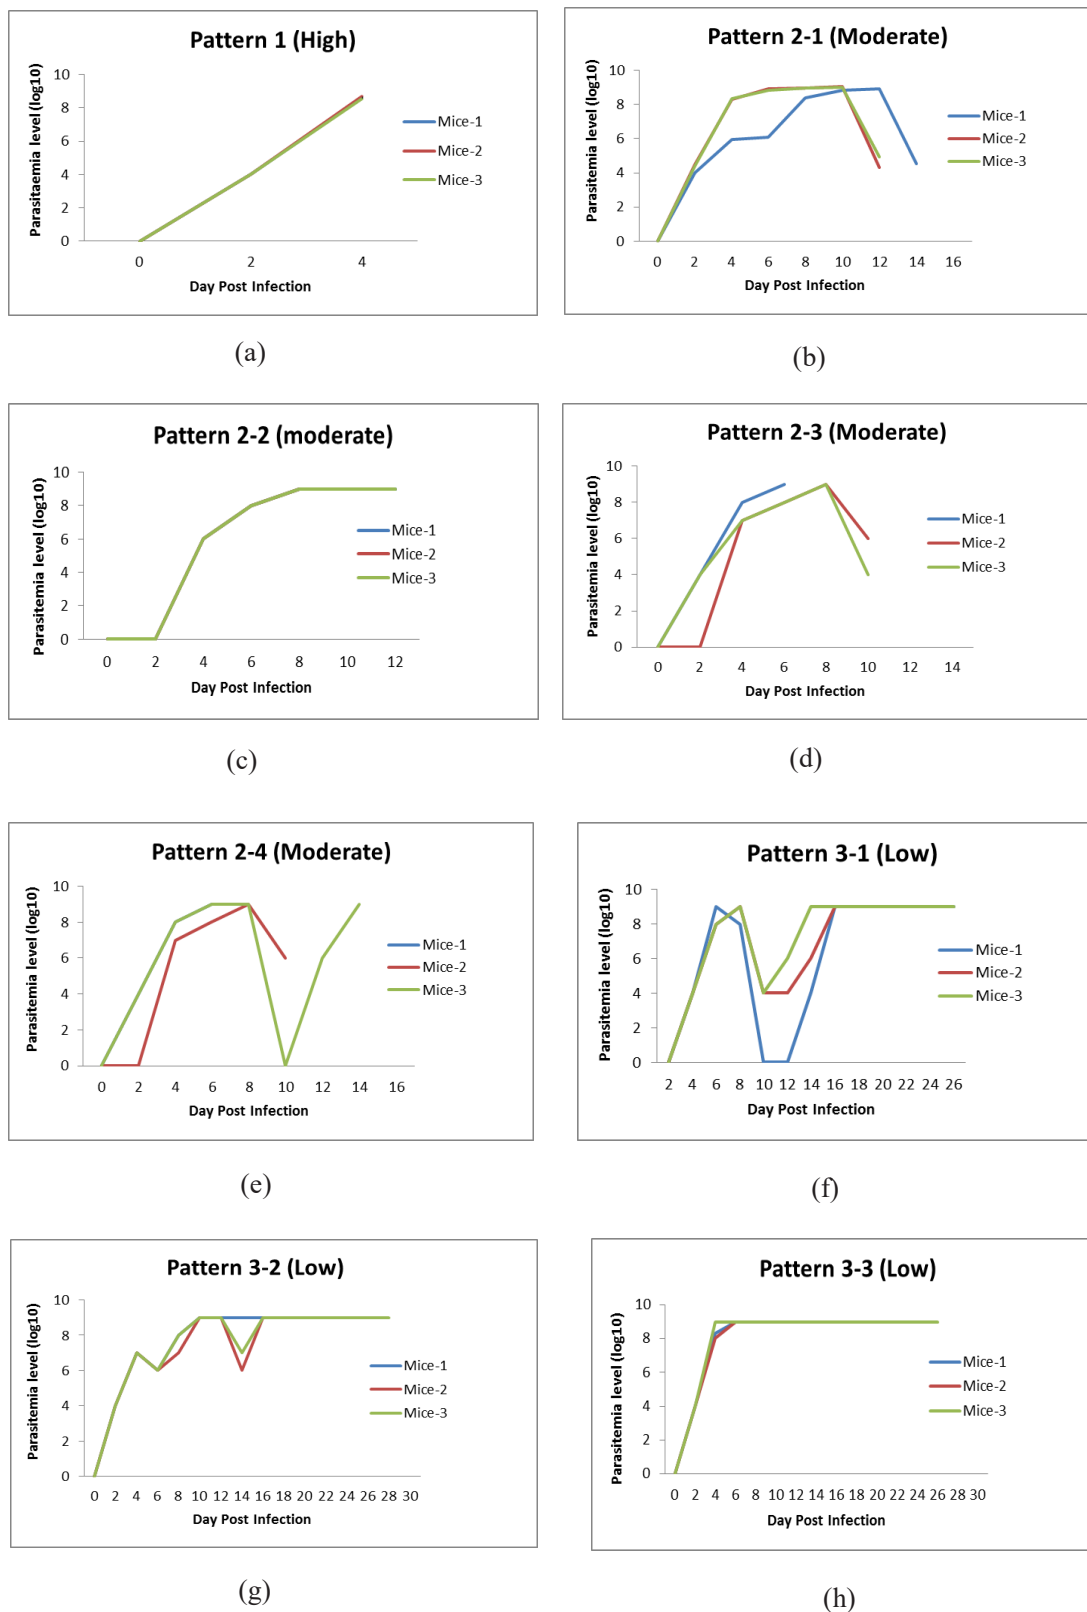 Pattern 1 (High)
Parasitaemia level (log10)
10
8
6
4
2
0
0 2 4
Day Post Infection
Mice-1
Mice-2
Mice-3
(a)
Pattern 2-1 (Moderate)
Parasitemia level (log10)
10
8
6
4
2
0
0 2 4 6 8 10 12 14 16
Day Post Infection
Mice-1
Mice-2
Mice-3
(b)
Pattern 2-2 (moderate)
Parasitemia level (log10)
10
8
6
4
2
0
0 2 4 6 8 10 12
Day Post Infection
Mice-1
Mice-2
Mice-3
(c)
Pattern 2-3 (Moderate)
Parasitemia level (log10)
10
8
6
4
2
0
0 2 4 6 8 10 12 14
Day Post Infection
Mice-1
Mice-2
Mice-3
(d)
Pattern 2-4 (Moderate)
Parasitemia level (log10)
10
8
6
4
2
0
0 2 4 6 8 10 12 14 16
Day Post Infection
Mice-1
Mice-2
Mice-3
(e)
Pattern 3-1 (Low)
Parasitemia level (log10)
10
8
6
4
2
0
2 4 6 8 10 12 14 16 18 20 22 24 26
Day Post Infection
Mice-1
Mice-2
Mice-3
(f)
Pattern 3-2 (Low)
Parasitemia level (log10)
10
8
6
4
2
0
0 2 4 6 8 10 12 14 16 18 20 22 24 26 28 30
Day Post Infection
Mice-1
Mice-2
Mice-3
(g)
Pattern 3-3 (Low)
Parasitemia level (log10)
10
8
6
4
2
0
0 2 4 6 8 10 12 14 16 18 20 22 24 26 28 30
Day Post Infection
Mice-1
Mice-2
Mice-3
(h)